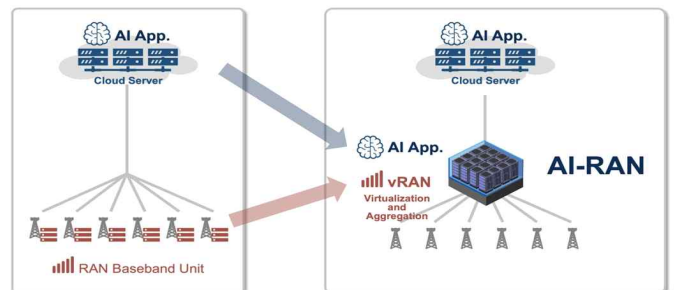 AI App.
Cloud Server
RAN Baseband Unit
AI App.
Cloud Server
AI App.
vRAN
Virtualization
and
Aggregation
AI-RAN